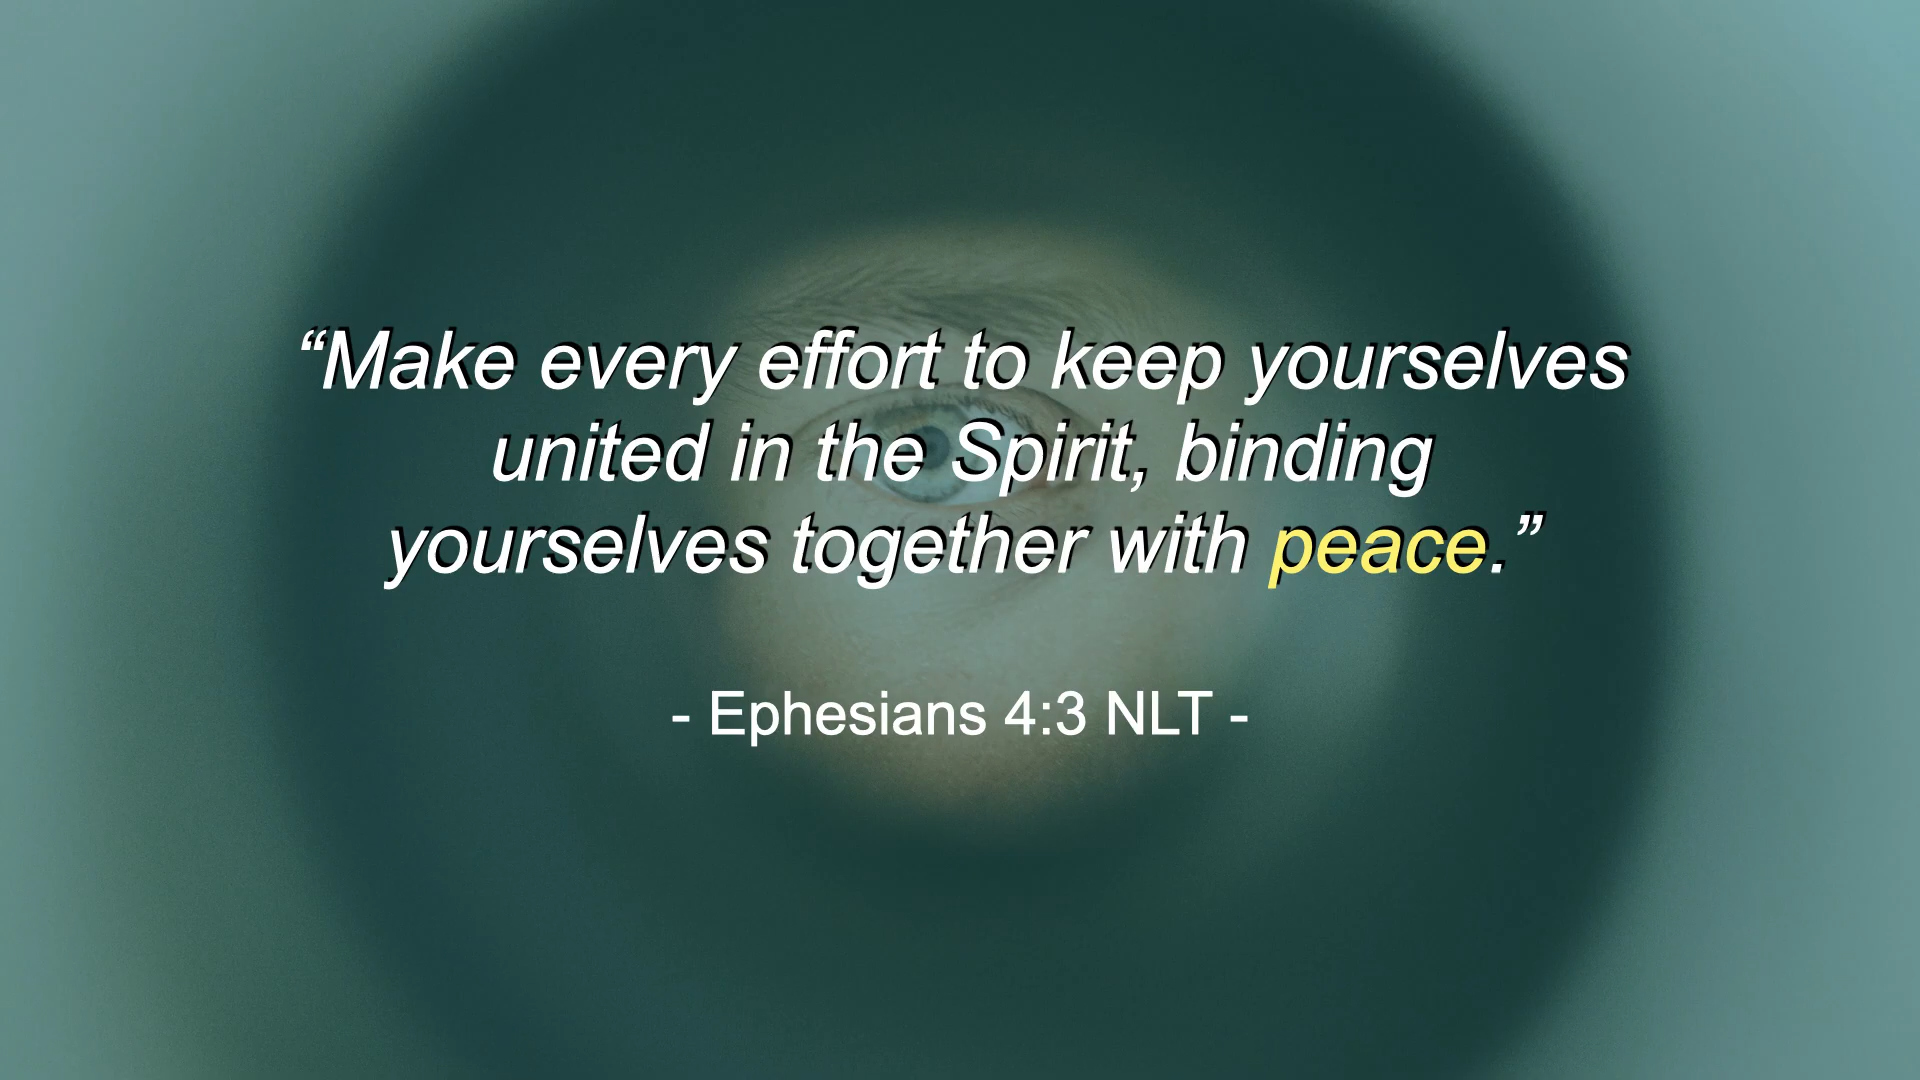 “Make every effort to keep yourselves
united in the Spirit, binding
yourselves together with peace.”
- Ephesians 4:3 NLT -